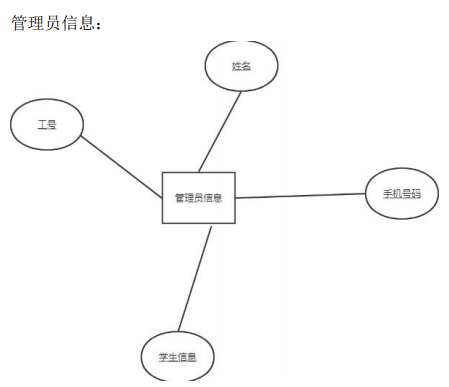 管理员信息：
姓名
工号
管理员信息
手机号码
学生信息